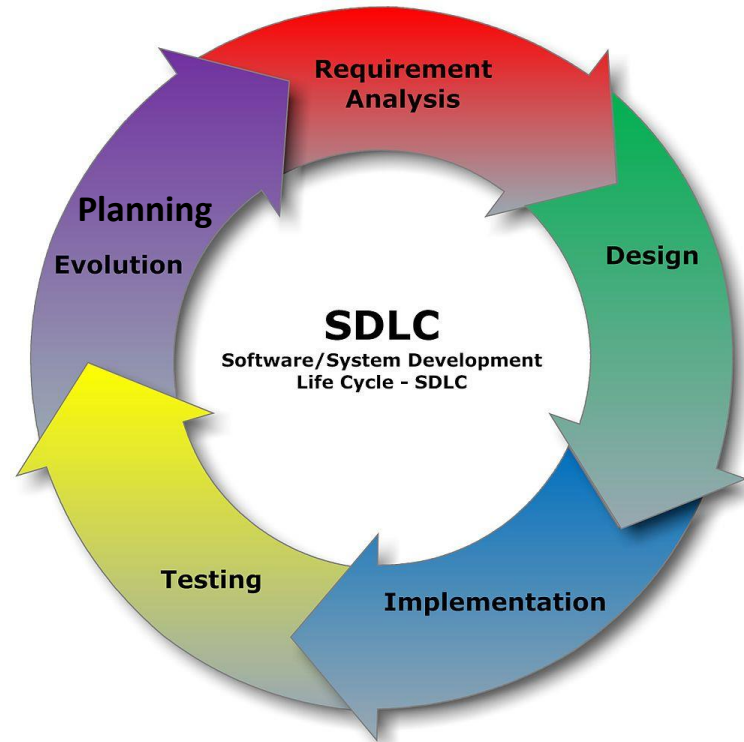 Requirement
Analysis
Planning
Evolution
Design
SDLC
Software/System Development
Life Cycle - SDLC
Testing
Implementation